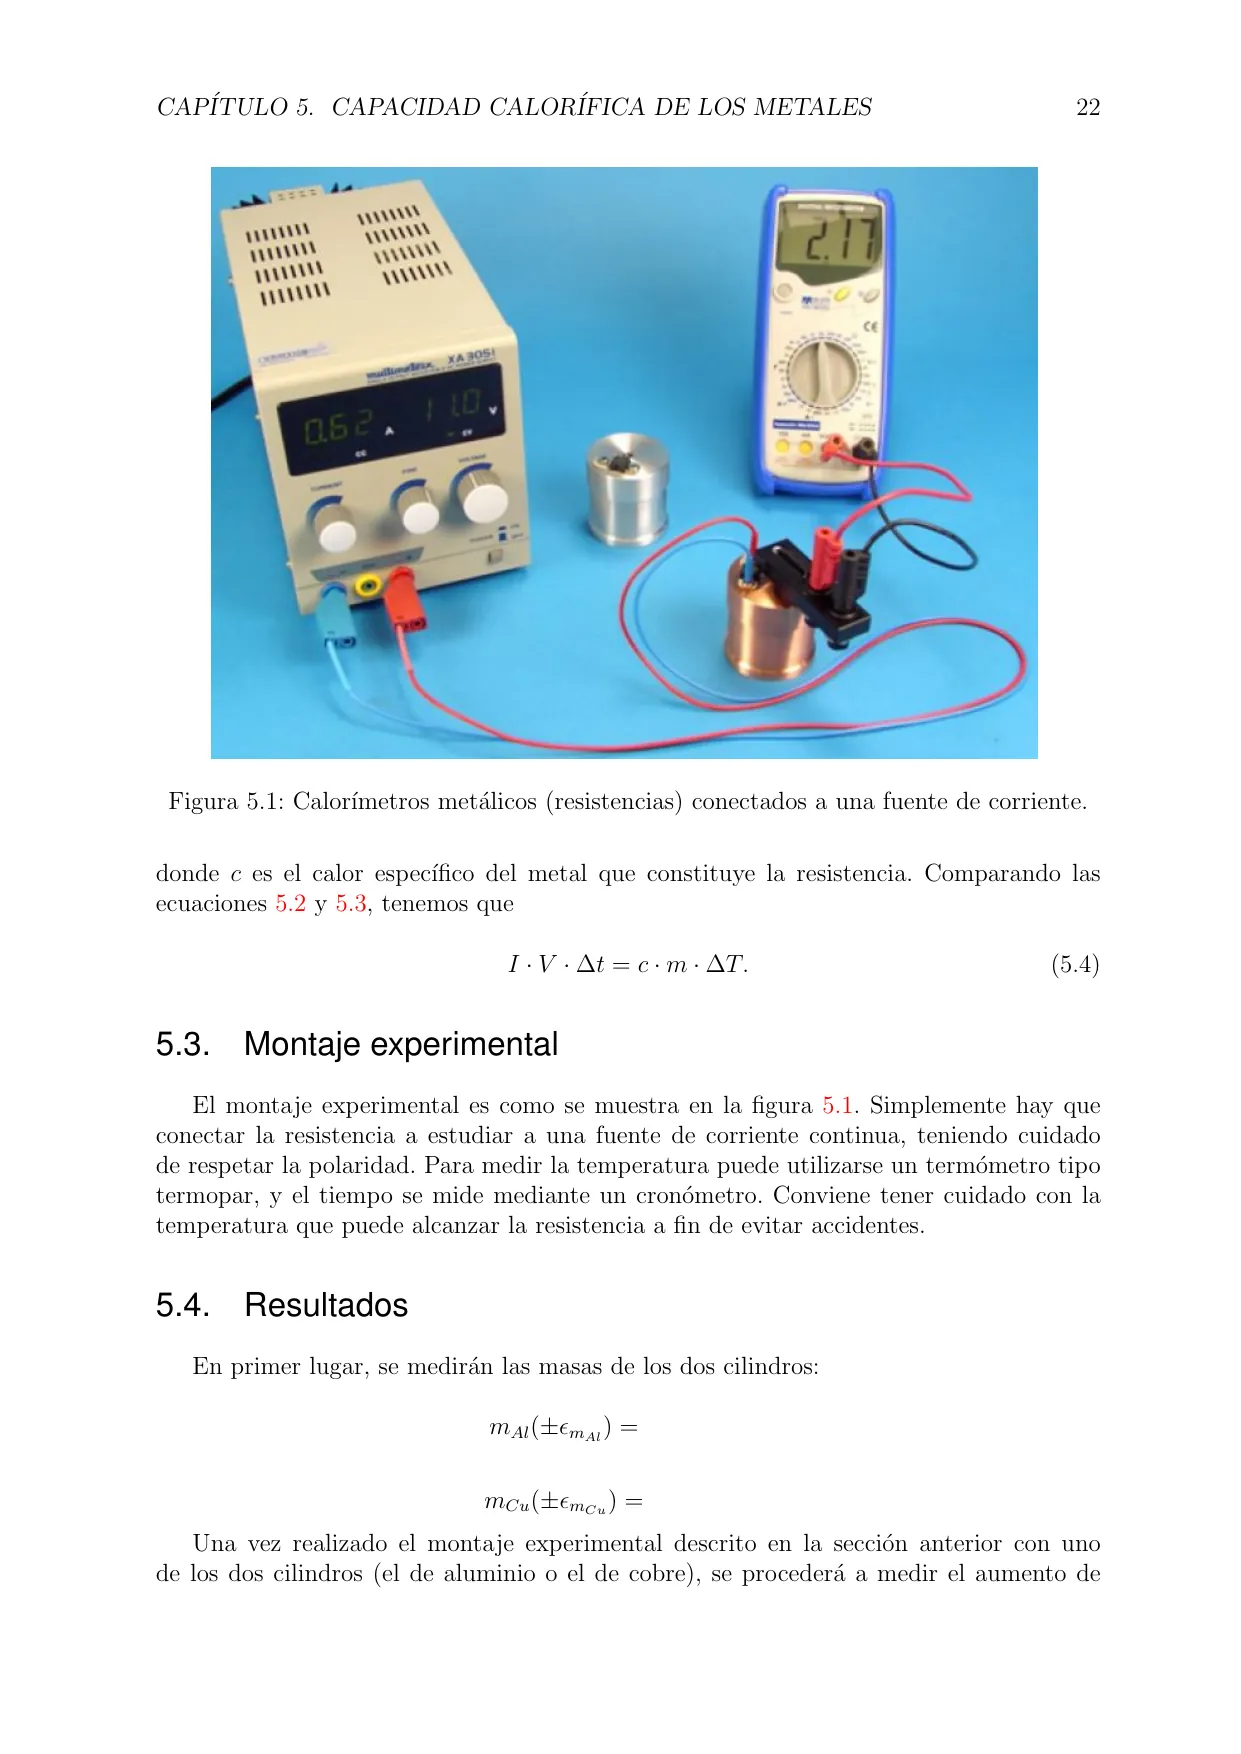 CAPÍTULO 5. CAPACIDAD CALORÍFICA DE LOS METALES 22
2.17
CE
XA 3051
multimetrix
0.62 A 11.0 V
CC CV
CURRENT FINE VOLTAGE
Figura 5.1: Calorímetros metálicos (resistencias) conectados a una fuente de corriente.
donde c es el calor específico del metal que constituye la resistencia. Comparando las
ecuaciones 5.2 y 5.3, tenemos que
I · V · Δt = c · m · ΔT. (5.4)
5.3. Montaje experimental
El montaje experimental es como se muestra en la figura 5.1. Simplemente hay que
conectar la resistencia a estudiar a una fuente de corriente continua, teniendo cuidado
de respetar la polaridad. Para medir la temperatura puede utilizarse un termómetro tipo
termopar, y el tiempo se mide mediante un cronómetro. Conviene tener cuidado con la
temperatura que puede alcanzar la resistencia a fin de evitar accidentes.
5.4. Resultados
En primer lugar, se medirán las masas de los dos cilindros:
m_{Al}(±ϵ_{m_{Al}}) =
m_{Cu}(±ϵ_{m_{Cu}}) =
Una vez realizado el montaje experimental descrito en la sección anterior con uno
de los dos cilindros (el de aluminio o el de cobre), se procederá a medir el aumento de